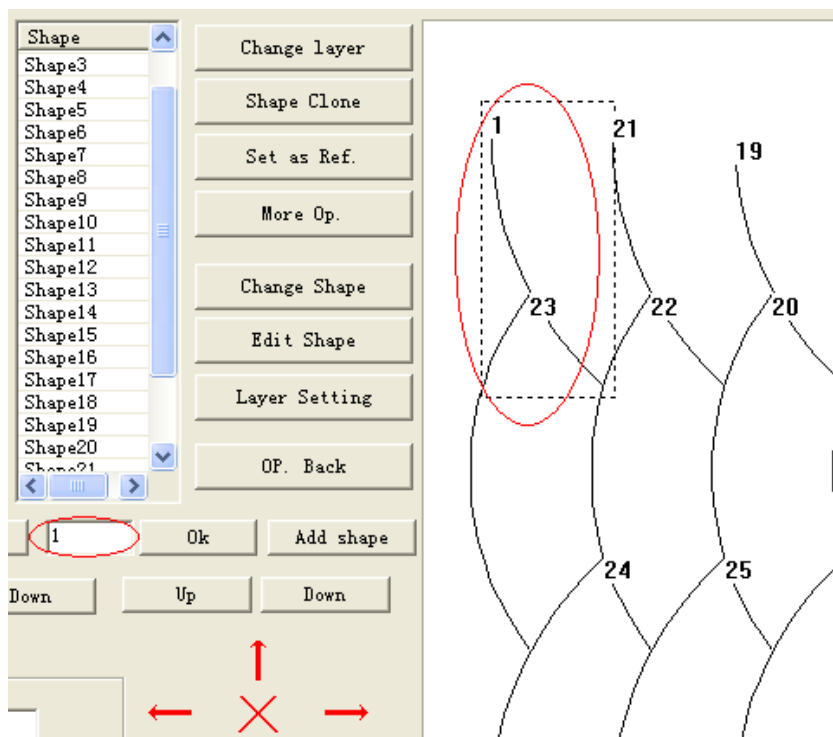 Shape
Shape3
Shape4
Shape5
Shape6
Shape7
Shape8
Shape9
Shape10
Shape11
Shape12
Shape13
Shape14
Shape15
Shape16
Shape17
Shape18
Shape19
Shape20
Shape21
Change layer
Shape Clone
Set as Ref.
More Op.
Change Shape
Edit Shape
Layer Setting
OP. Back
1
Ok
Add shape
Down
Up
Down
1
21
19
23
22
20
24
25